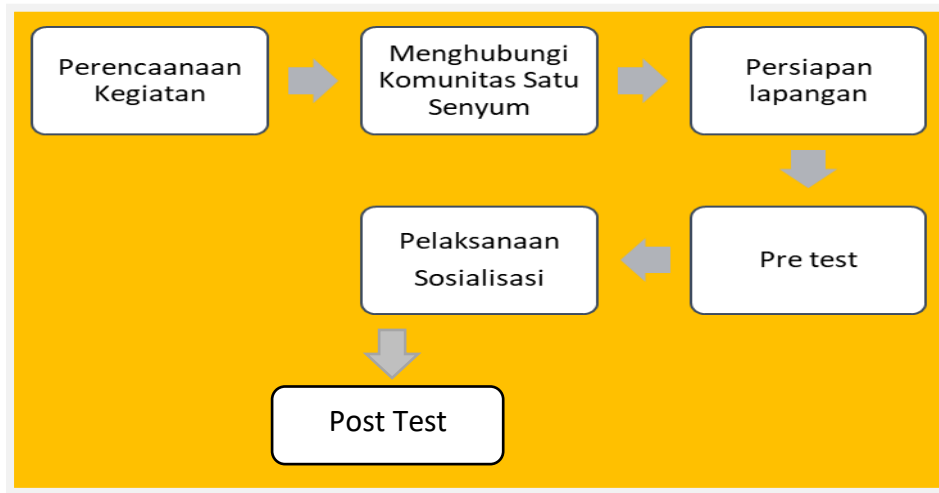 Perencaanaan
Kegiatan
Menghubungi
Komunitas Satu
Senyum
Persiapan
lapangan
Pre test
Pelaksanaan
Sosialisasi
Post Test